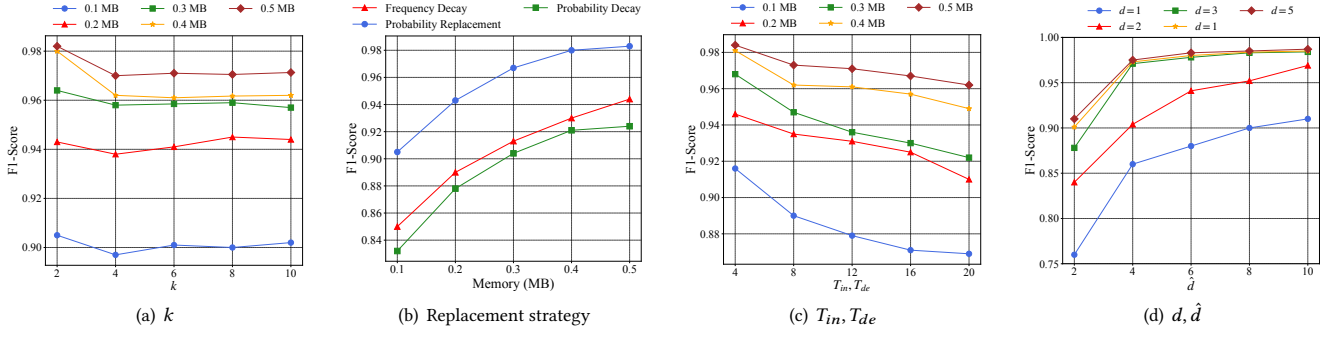 0.1 MB 0.3 MB 0.5 MB
0.2 MB 0.4 MB
F1-Score
0.98
0.96
0.94
0.92
0.90
2 4 6 8 10
k
(a) k
Frequency Decay Probability Decay
Probability Replacement
F1-Score
0.98
0.96
0.94
0.92
0.90
0.88
0.86
0.84
0.1 0.2 0.3 0.4 0.5
Memory (MB)
(b) Replacement strategy
0.1 MB 0.3 MB 0.5 MB
0.2 MB 0.4 MB
F1-Score
0.98
0.96
0.94
0.92
0.90
0.88
4 8 12 16 20
T_in, T_de
(c) T_in, T_de
d = 1 d = 3 d = 5
d = 2 d = 1
F1-Score
1.00
0.95
0.90
0.85
0.80
0.75
2 4 6 8 10
d̂
(d) d, d̂